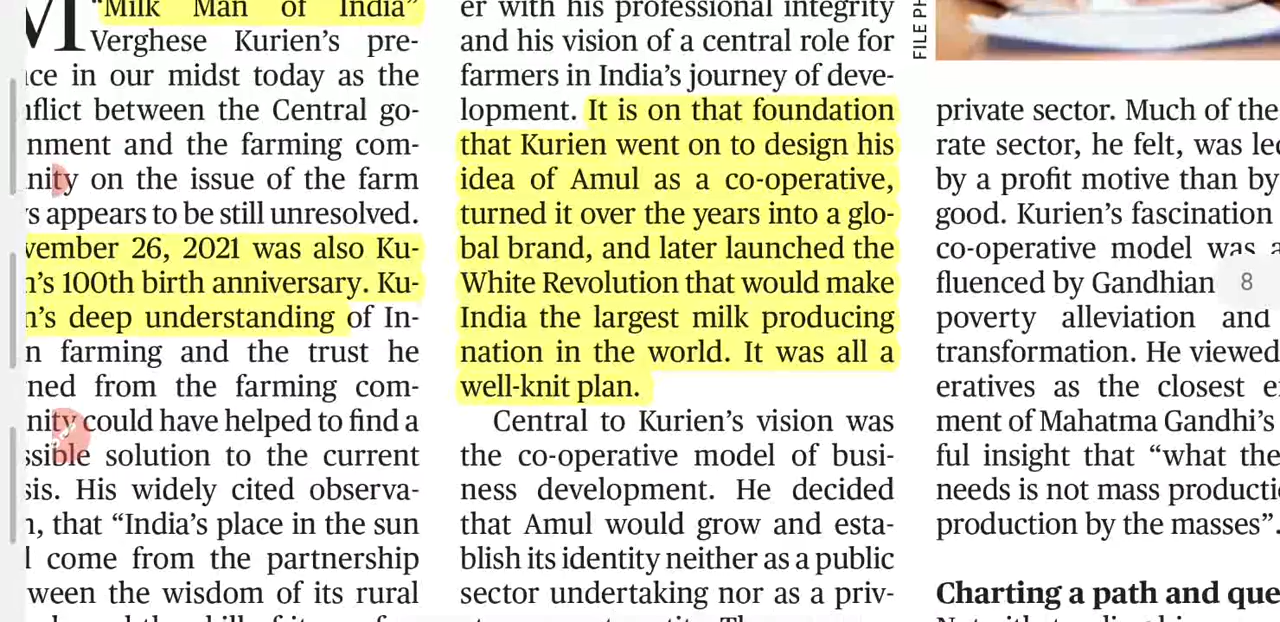 M
"Milk Man of India"
Verghese Kurien's pre-
ce in our midst today as the
nflict between the Central go-
nment and the farming com-
nity on the issue of the farm
s appears to be still unresolved.
vember 26, 2021 was also Ku-
n's 100th birth anniversary. Ku-
n's deep understanding of In-
n farming and the trust he
ned from the farming com-
nity could have helped to find a
ssible solution to the current
sis. His widely cited observa-
n, that "India's place in the sun
l come from the partnership
ween the wisdom of its rural
er with his professional integrity
and his vision of a central role for
farmers in India's journey of deve-
lopment. It is on that foundation
that Kurien went on to design his
idea of Amul as a co-operative,
turned it over the years into a glo-
bal brand, and later launched the
White Revolution that would make
India the largest milk producing
nation in the world. It was all a
well-knit plan.
Central to Kurien's vision was
the co-operative model of busi-
ness development. He decided
that Amul would grow and esta-
blish its identity neither as a public
sector undertaking nor as a priv-
FILE PH
private sector. Much of the
rate sector, he felt, was led
by a profit motive than by
good. Kurien's fascination
co-operative model was a
fluenced by Gandhian
8
poverty alleviation and
transformation. He viewed
eratives as the closest e
ment of Mahatma Gandhi's
ful insight that "what the
needs is not mass producti
production by the masses".
Charting a path and que